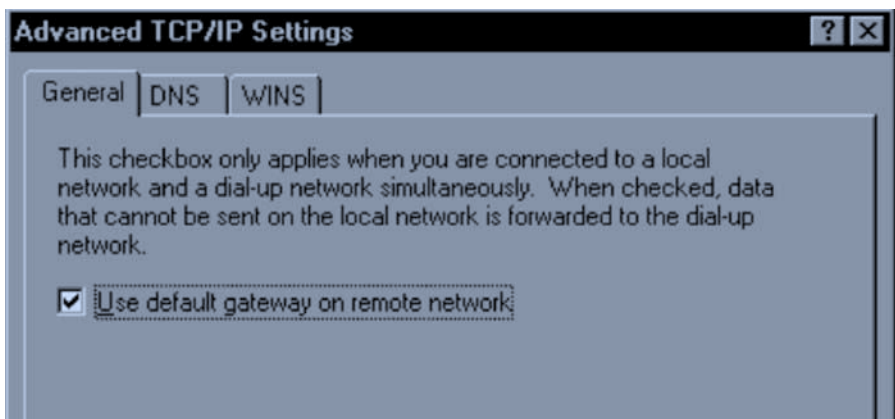 Advanced TCP/IP Settings
General DNS WINS
This checkbox only applies when you are connected to a local
network and a dial-up network simultaneously. When checked, data
that cannot be sent on the local network is forwarded to the dial-up
network.
Use default gateway on remote network